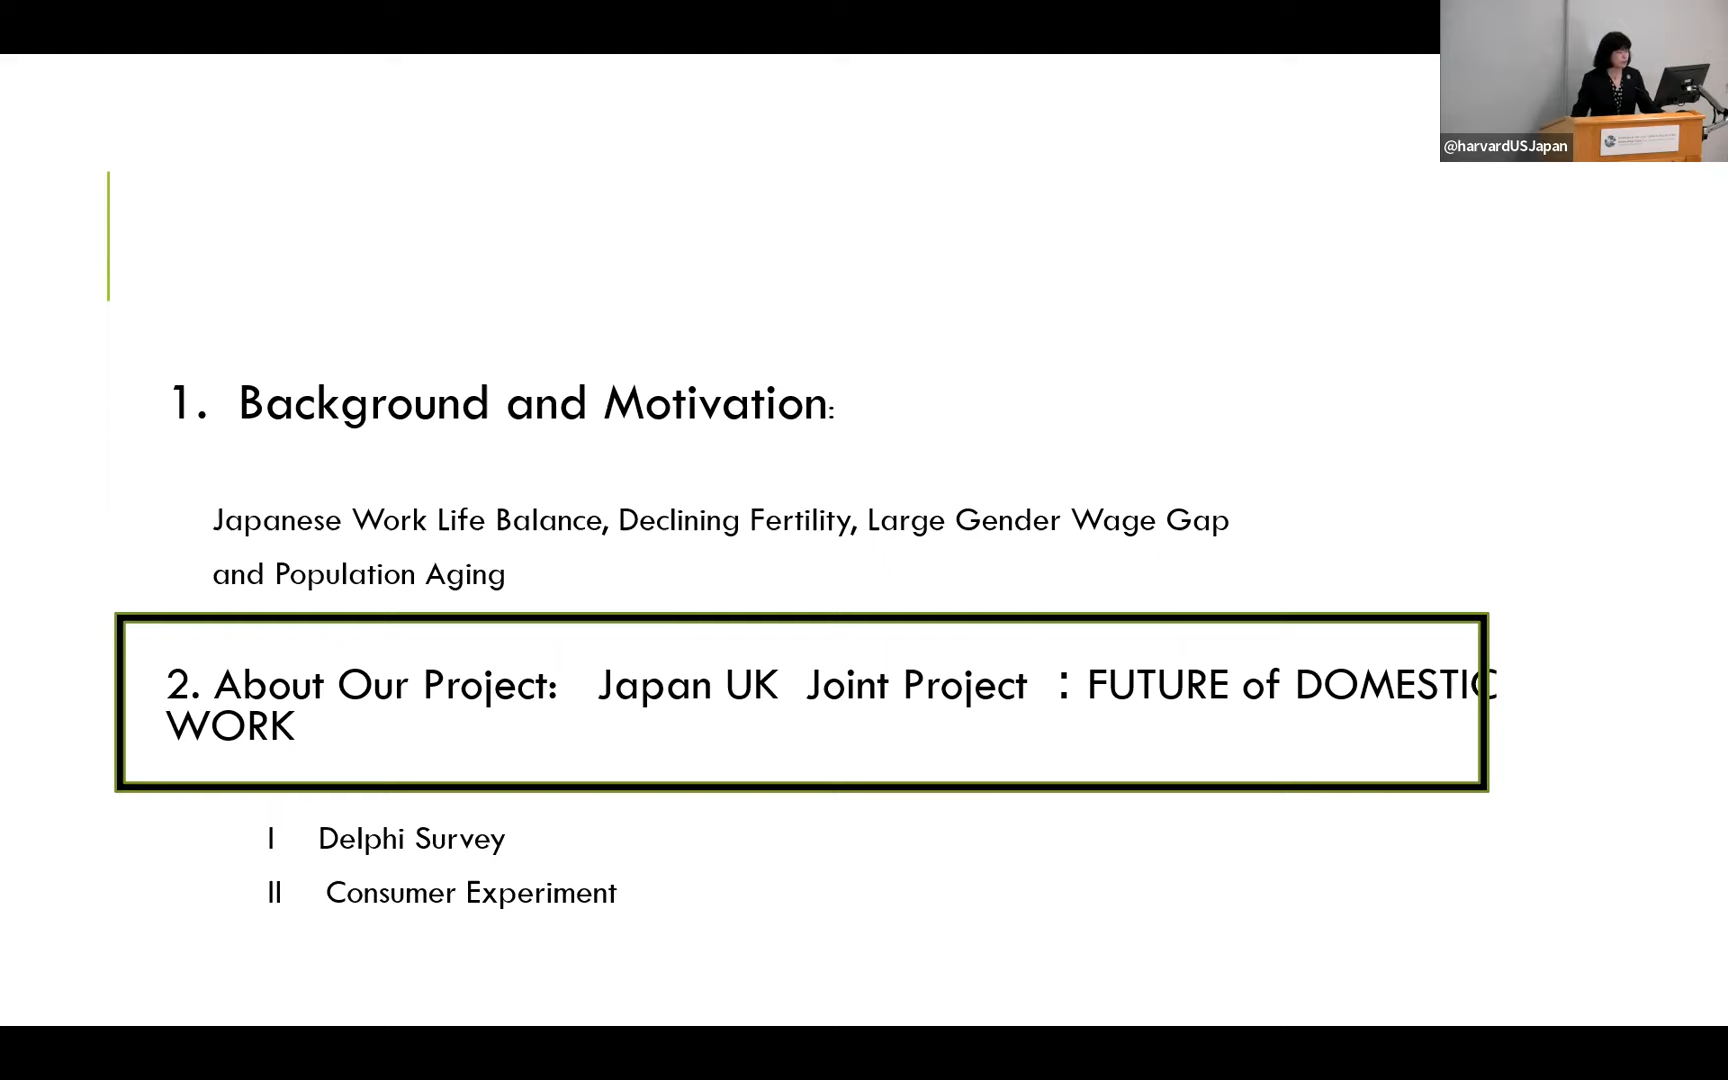 @harvardUSJapan
1. Background and Motivation:
Japanese Work Life Balance, Declining Fertility, Large Gender Wage Gap
and Population Aging
2. About Our Project: Japan UK Joint Project : FUTURE of DOMESTIC
WORK
I Delphi Survey
II Consumer Experiment